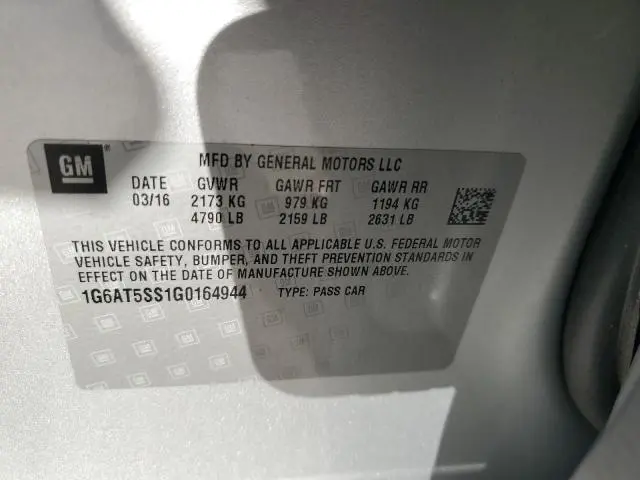 GM ® MFD BY GENERAL MOTORS LLC
DATE GVWR GAWR FRT GAWR RR
03/16 2173 KG 979 KG 1194 KG
4790 LB 2159 LB 2631 LB
THIS VEHICLE CONFORMS TO ALL APPLICABLE U.S. FEDERAL MOTOR
VEHICLE SAFETY, BUMPER, AND THEFT PREVENTION STANDARDS IN
EFFECT ON THE DATE OF MANUFACTURE SHOWN ABOVE.
1G6AT5SS1G0164944 TYPE: PASS CAR